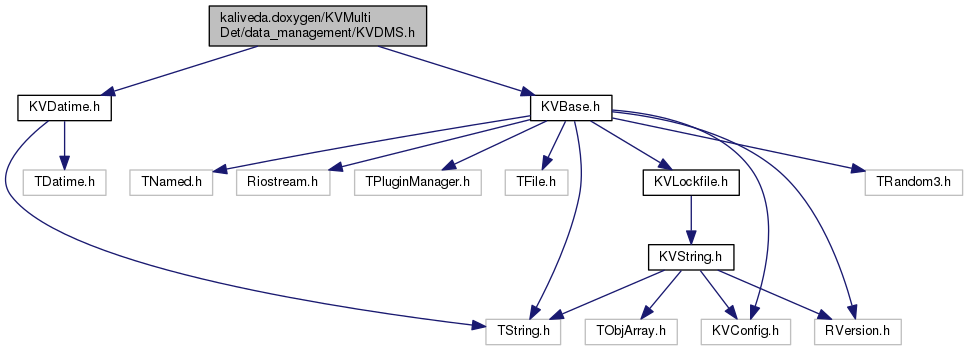 kaliveda.doxygen/KVMulti
Det/data_management/KVDMS.h
KVDatime.h
KVBase.h
TDatime.h
TNamed.h
Riostream.h
TPluginManager.h
TFile.h
KVLockfile.h
TRandom3.h
KVString.h
TString.h
TObjArray.h
KVConfig.h
RVersion.h